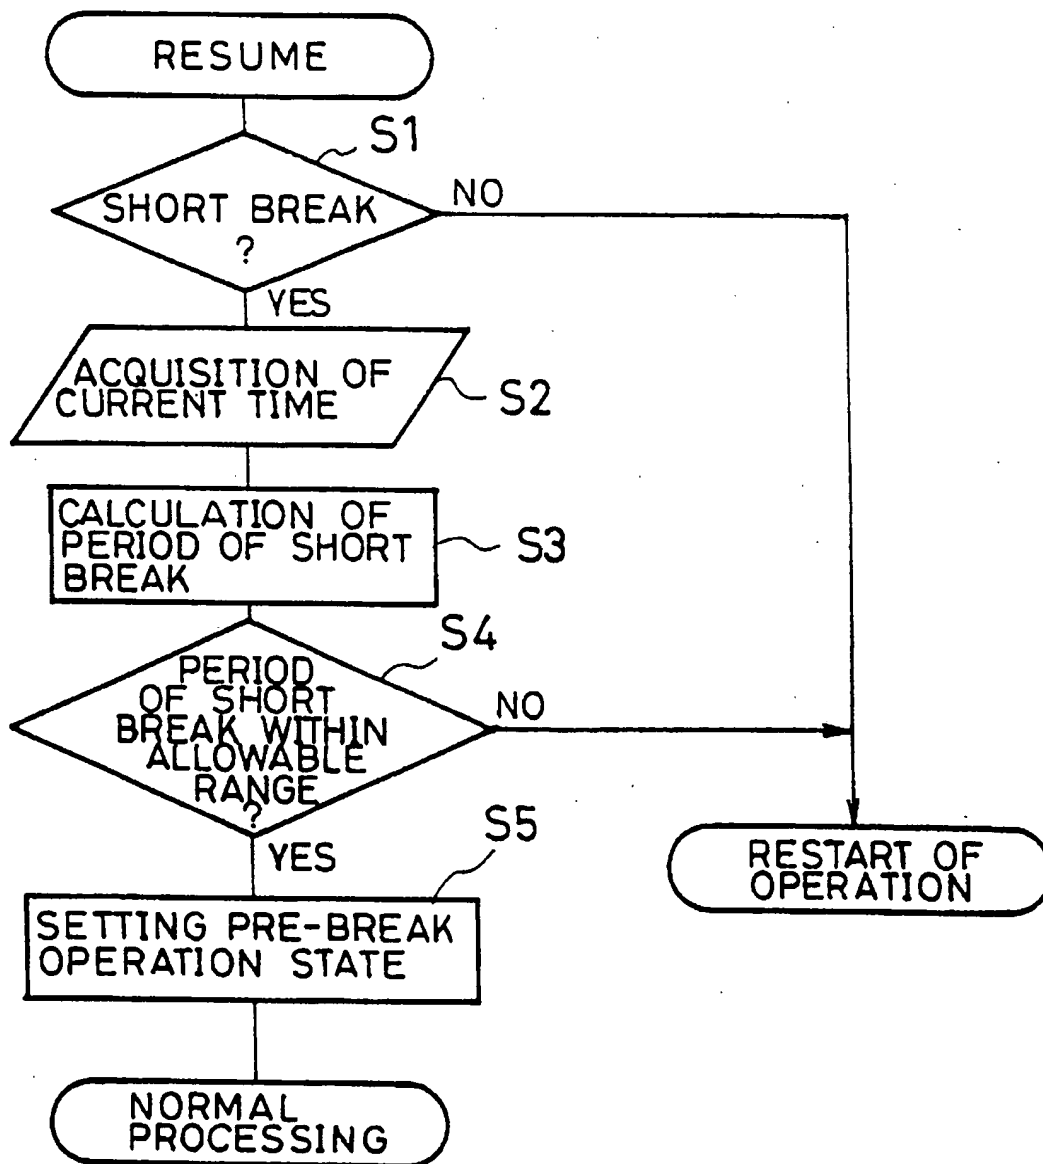 RESUME
S1
SHORT BREAK
?
NO
YES
ACQUISITION OF
CURRENT TIME
S2
CALCULATION OF
PERIOD OF SHORT
BREAK
S3
S4
PERIOD
OF SHORT
BREAK WITHIN
ALLOWABLE
RANGE
?
NO
YES
S5
RESTART OF
OPERATION
SETTING PRE-BREAK
OPERATION STATE
NORMAL
PROCESSING